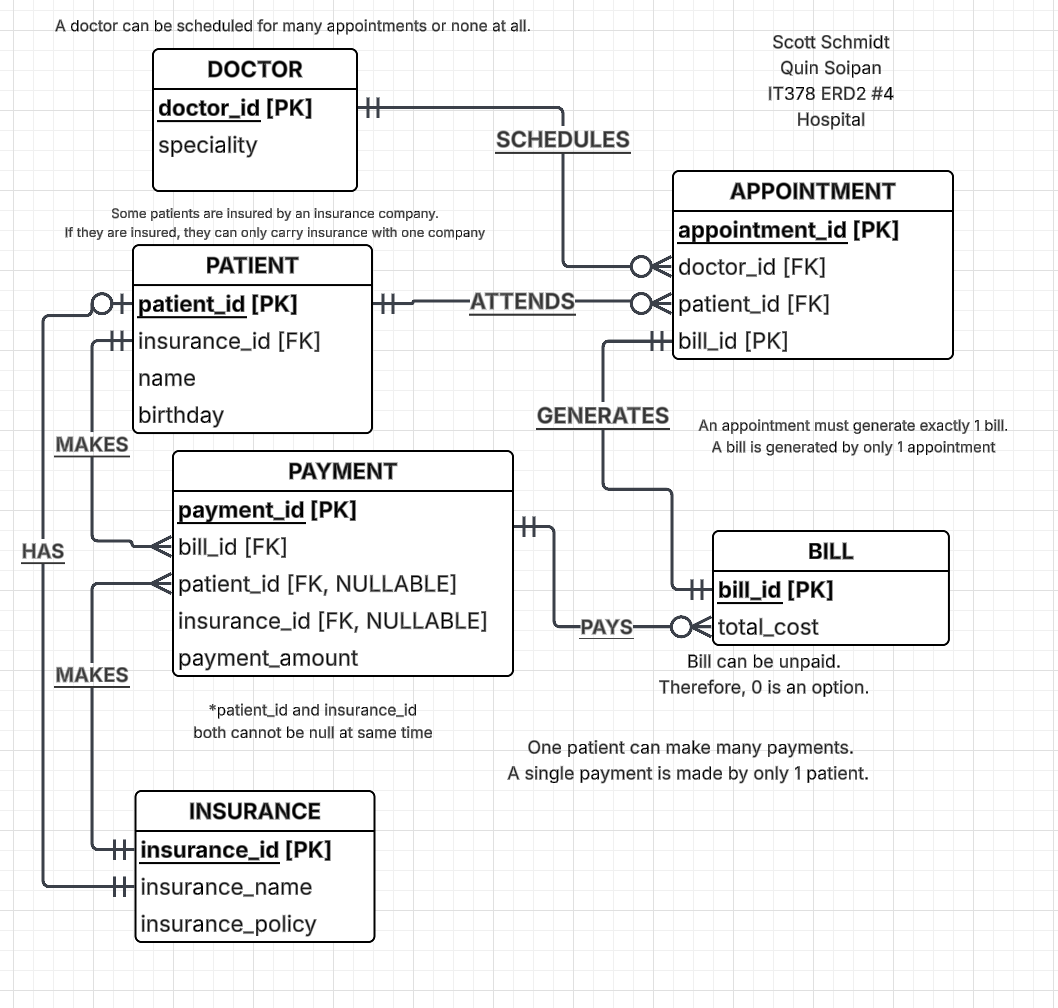 A doctor can be scheduled for many appointments or none at all.
Scott Schmidt
Quin Soipan
IT378 ERD2 #4
Hospital
DOCTOR
doctor_id [PK]
speciality
SCHEDULES
APPOINTMENT
appointment_id [PK]
doctor_id [FK]
patient_id [FK]
bill_id [PK]
Some patients are insured by an insurance company.
If they are insured, they can only carry insurance with one company
PATIENT
patient_id [PK]
insurance_id [FK]
name
birthday
ATTENDS
GENERATES
An appointment must generate exactly 1 bill.
A bill is generated by only 1 appointment
MAKES
PAYMENT
payment_id [PK]
bill_id [FK]
patient_id [FK, NULLABLE]
insurance_id [FK, NULLABLE]
payment_amount
HAS
BILL
bill_id [PK]
total_cost
PAYS
Bill can be unpaid.
Therefore, 0 is an option.
MAKES
*patient_id and insurance_id
both cannot be null at same time
One patient can make many payments.
A single payment is made by only 1 patient.
INSURANCE
insurance_id [PK]
insurance_name
insurance_policy